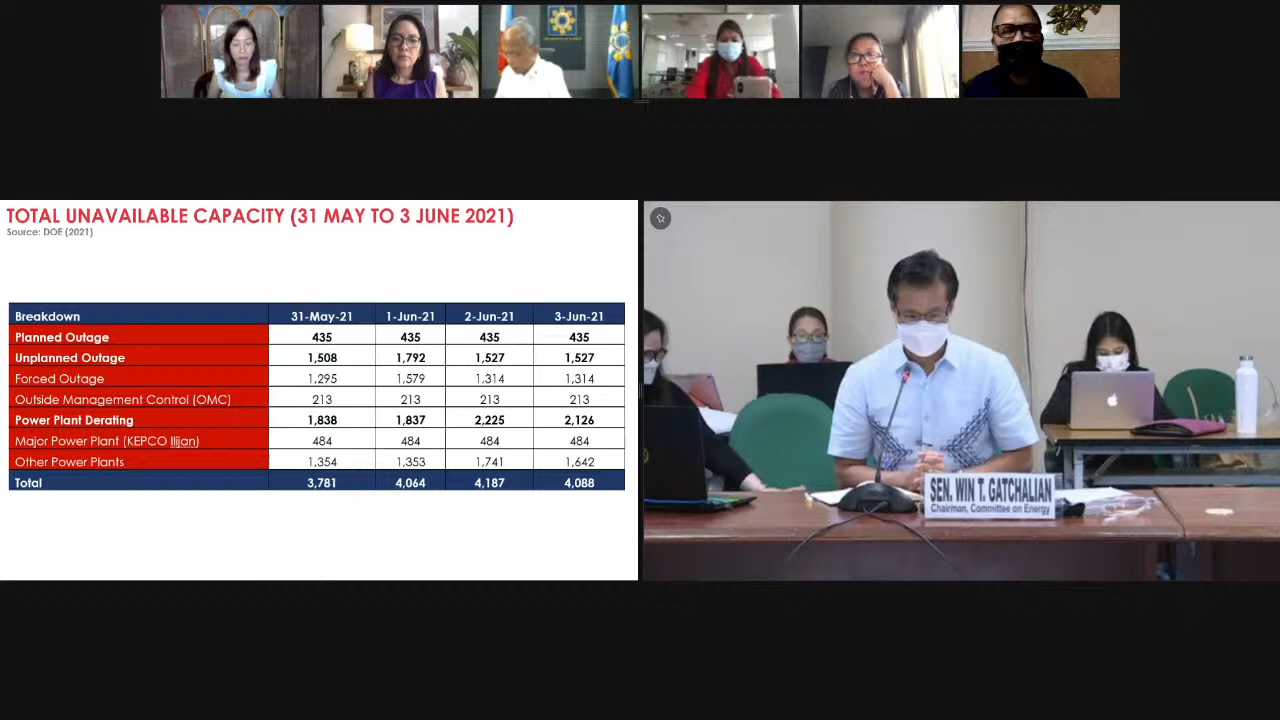 TOTAL UNAVAILABLE CAPACITY (31 MAY TO 3 JUNE 2021)
Source: DOE (2021)
Breakdown 31-May-21 1-Jun-21 2-Jun-21 3-Jun-21
Planned Outage 435 435 435 435
Unplanned Outage 1,508 1,792 1,527 1,527
Forced Outage 1,295 1,579 1,314 1,314
Outside Management Control (OMC) 213 213 213 213
Power Plant Derating 1,838 1,837 2,225 2,126
Major Power Plant (KEPCO Ilijan) 484 484 484 484
Other Power Plants 1,354 1,353 1,741 1,642
Total 3,781 4,064 4,187 4,088
SEN. WIN T. GATCHALIAN
Chairman, Committee on Energy